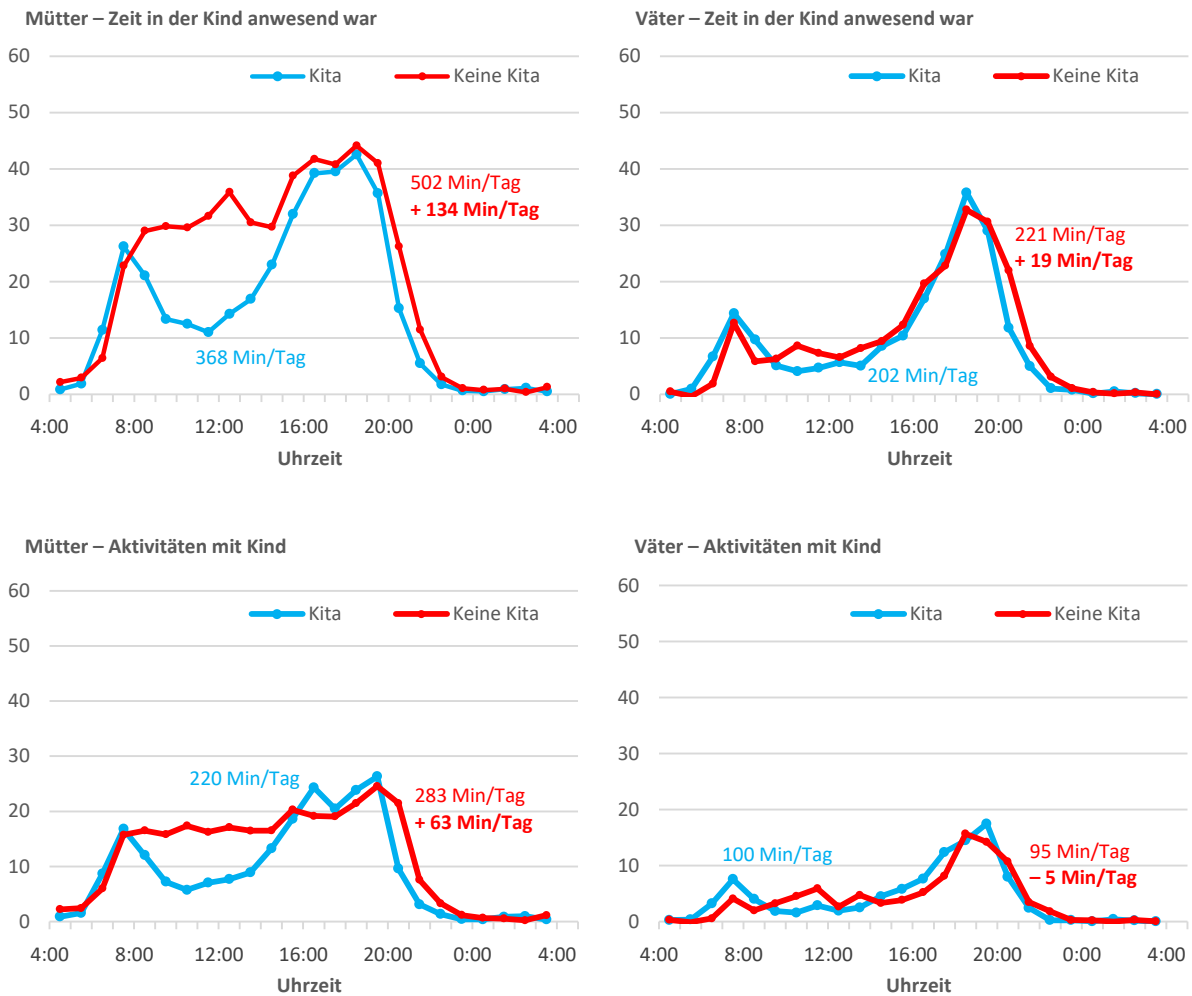 Mütter – Zeit in der Kind anwesend war
60
50
40
30
20
10
0
Kita
Keine Kita
502 Min/Tag
+ 134 Min/Tag
368 Min/Tag
4:00 8:00 12:00 16:00 20:00 0:00 4:00
Uhrzeit
Väter – Zeit in der Kind anwesend war
60
50
40
30
20
10
0
Kita
Keine Kita
221 Min/Tag
+ 19 Min/Tag
202 Min/Tag
4:00 8:00 12:00 16:00 20:00 0:00 4:00
Uhrzeit
Mütter – Aktivitäten mit Kind
60
50
40
30
20
10
0
Kita
Keine Kita
220 Min/Tag
283 Min/Tag
+ 63 Min/Tag
4:00 8:00 12:00 16:00 20:00 0:00 4:00
Uhrzeit
Väter – Aktivitäten mit Kind
60
50
40
30
20
10
0
Kita
Keine Kita
100 Min/Tag
95 Min/Tag
– 5 Min/Tag
4:00 8:00 12:00 16:00 20:00 0:00 4:00
Uhrzeit